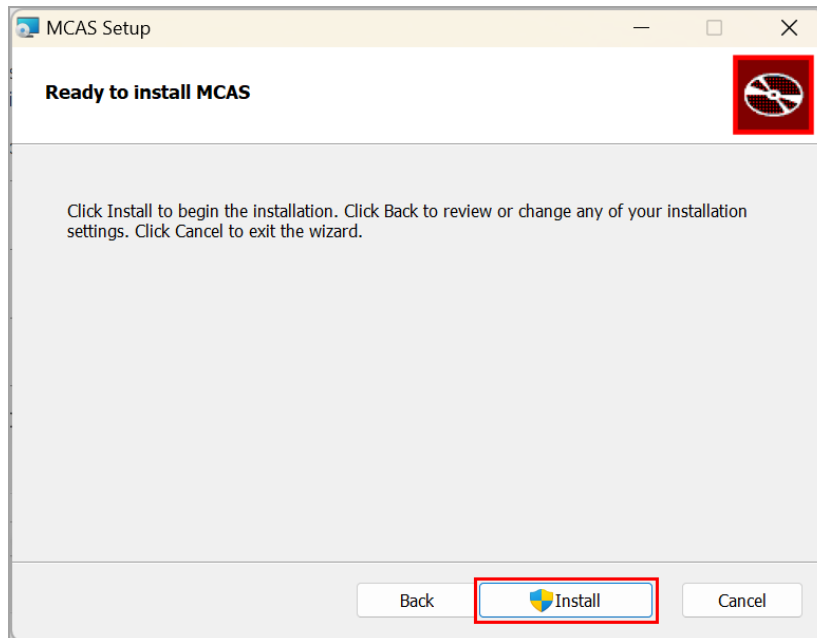 MCAS Setup
Ready to install MCAS
Click Install to begin the installation. Click Back to review or change any of your installation
settings. Click Cancel to exit the wizard.
Back
Install
Cancel